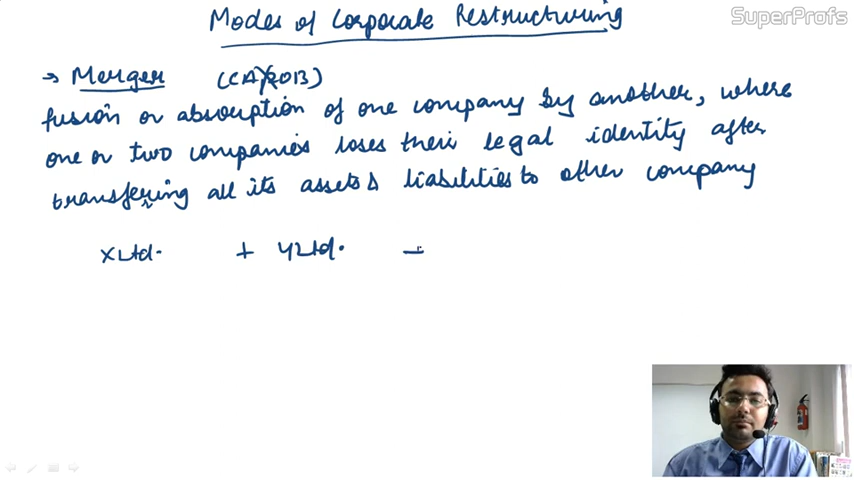 SuperProfs
Modes of Corporate Restructuring
→ Merger (CA)(2013)
fusion or absorption of one company by another, where
one or two companies loses their legal identity after
transferring all its assets & liabilities to other company
X Ltd. + Y Ltd. -